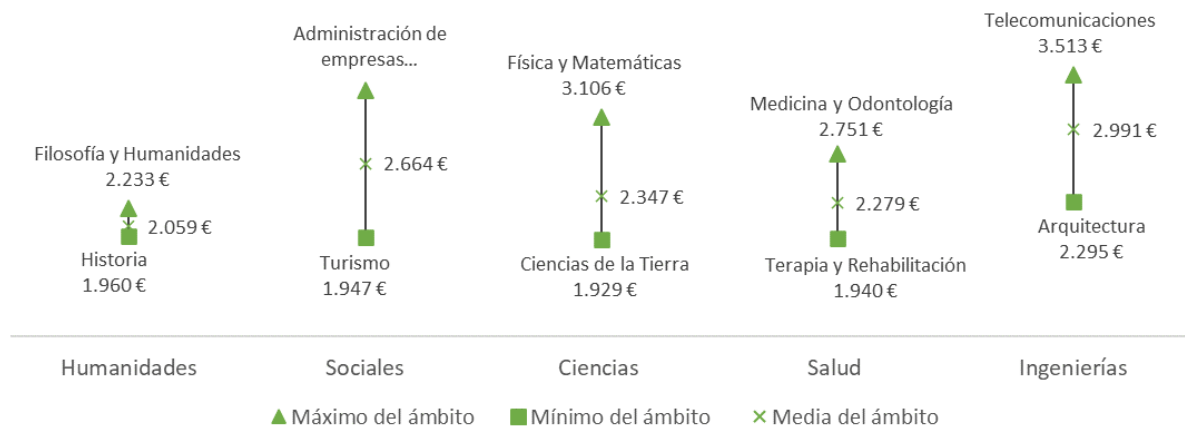 Telecomunicaciones
3.513 €
Administración de
empresas...
Física y Matemáticas
3.106 €
Medicina y Odontología
2.751 €
Filosofía y Humanidades
2.233 €
2.991 €
2.664 €
2.347 €
2.279 €
2.059 €
Historia
1.960 €
Turismo
1.947 €
Ciencias de la Tierra
1.929 €
Terapia y Rehabilitación
1.940 €
Arquitectura
2.295 €
Humanidades
Sociales
Ciencias
Salud
Ingenierías
Máximo del ámbito
Mínimo del ámbito
Media del ámbito